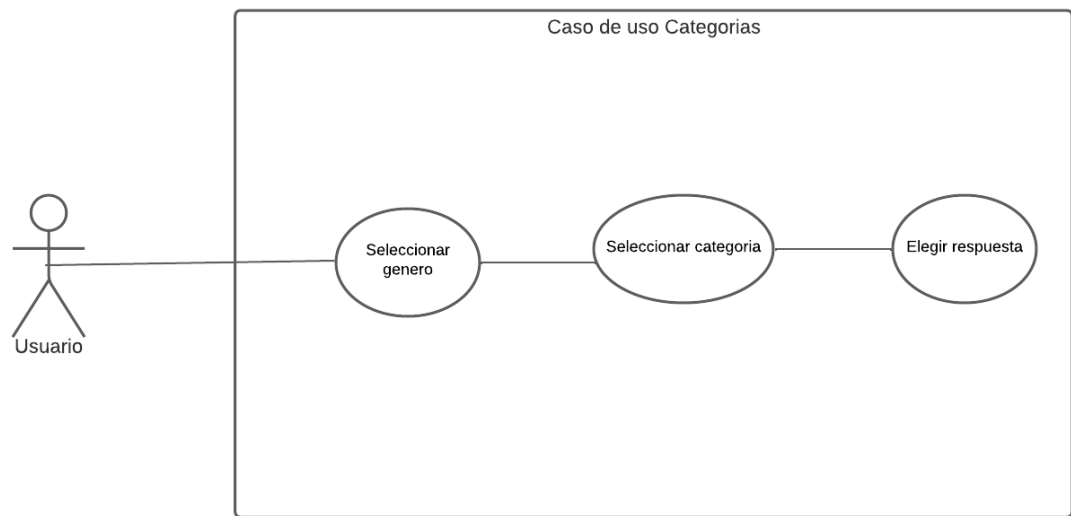 Caso de uso Categorias
Seleccionar
genero
Seleccionar categoria
Elegir respuesta
Usuario